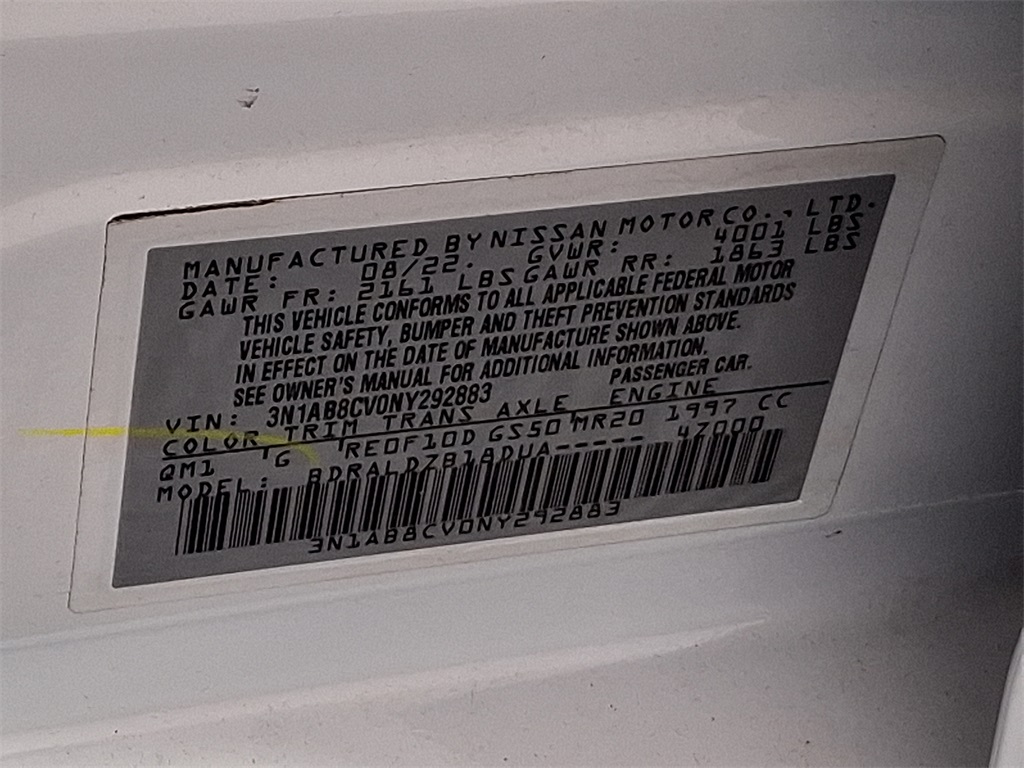 MANUFACTURED BY NISSAN MOTOR CO., LTD.
DATE: 08/22. GVWR: 4001 LBS
GAWR FR: 2161 LBS GAWR RR: 1863 LBS
THIS VEHICLE CONFORMS TO ALL APPLICABLE FEDERAL MOTOR
VEHICLE SAFETY, BUMPER AND THEFT PREVENTION STANDARDS
IN EFFECT ON THE DATE OF MANUFACTURE SHOWN ABOVE.
SEE OWNER'S MANUAL FOR ADDITIONAL INFORMATION.
VIN: 3N1AB8CV0NY292883 PASSENGER CAR.
COLOR TRIM TRANS AXLE ENGINE
QM1 G RE0F10D GS50 MR20 1997 CC
MODEL: BDRALDZB18DUA----- 47000
3N1AB8CV0NY292883